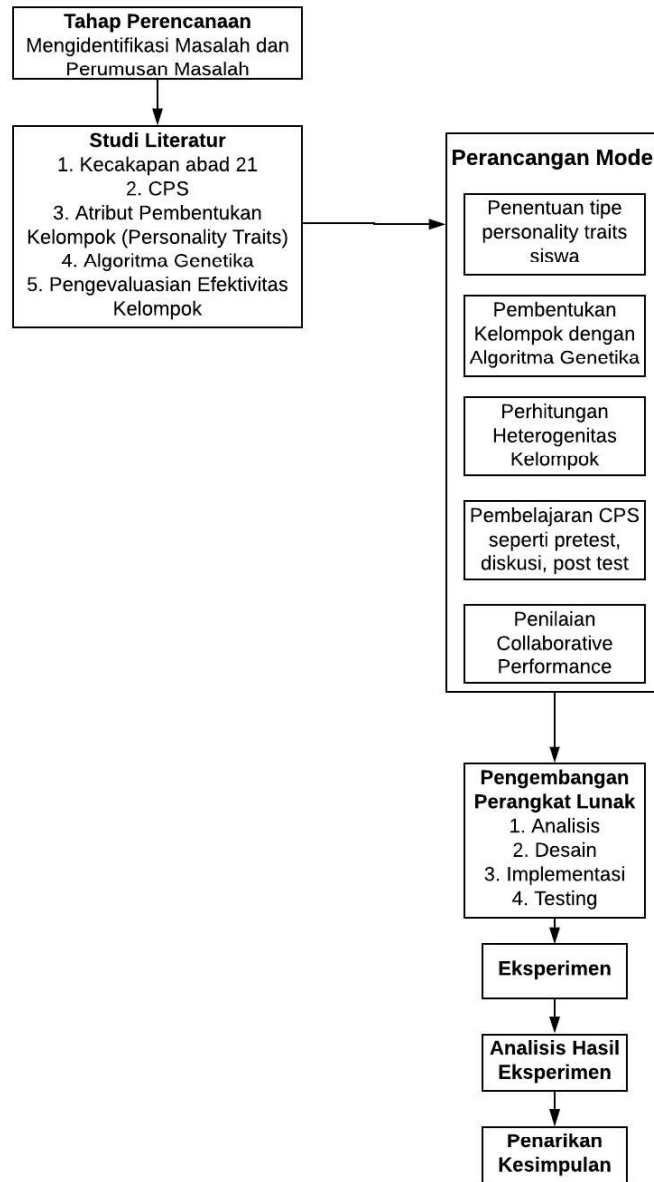 Tahap Perencanaan
Mengidentifikasi Masalah dan
Perumusan Masalah
Studi Literatur
1. Kecakapan abad 21
2. CPS
3. Atribut Pembentukan
Kelompok (Personality Traits)
4. Algoritma Genetika
5. Pengevaluasian Efektivitas
Kelompok
Perancangan Mode
Penentuan tipe
personality traits
siswa
Pembentukan
Kelompok dengan
Algoritma Genetika
Perhitungan
Heterogenitas
Kelompok
Pembelajaran CPS
seperti pretest,
diskusi, post test
Penilaian
Collaborative
Performance
Pengembangan
Perangkat Lunak
1. Analisis
2. Desain
3. Implementasi
4. Testing
Eksperimen
Analisis Hasil
Eksperimen
Penarikan
Kesimpulan